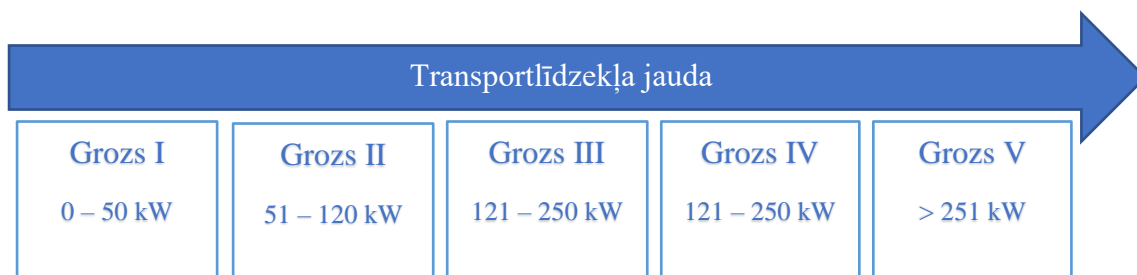 Transportlīdzekļa jauda
Grozs I
0 – 50 kW
Grozs II
51 – 120 kW
Grozs III
121 – 250 kW
Grozs IV
121 – 250 kW
Grozs V
> 251 kW